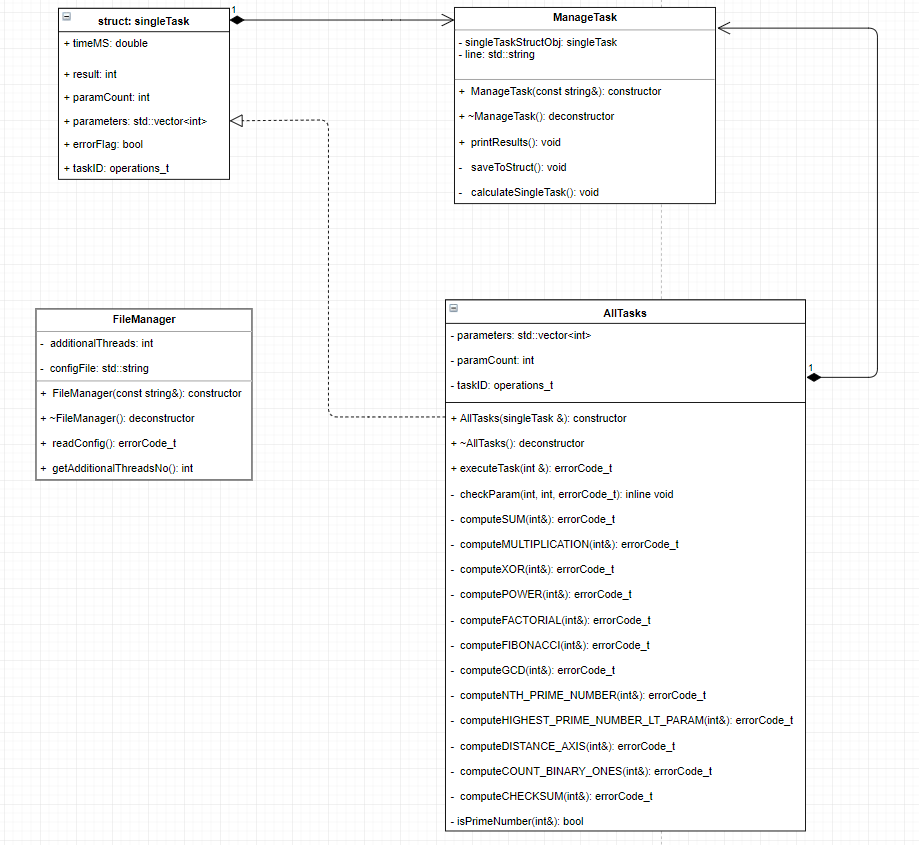 struct: singleTask
+ timeMS: double
+ result: int
+ paramCount: int
+ parameters: std::vector<int>
+ errorFlag: bool
+ taskID: operations_t
1
ManageTask
- singleTaskStructObj: singleTask
- line: std::string
+ ManageTask(const string&): constructor
+ ~ManageTask(): deconstructor
+ printResults(): void
- saveToStruct(): void
- calculateSingleTask(): void
FileManager
- additionalThreads: int
- configFile: std::string
+ FileManager(const string&): constructor
+ ~FileManager(): deconstructor
+ readConfig(): errorCode_t
+ getAdditionalThreadsNo(): int
AllTasks
- parameters: std::vector<int>
- paramCount: int
- taskID: operations_t
1
+ AllTasks(singleTask &): constructor
+ ~AllTasks(): deconstructor
+ executeTask(int &): errorCode_t
- checkParam(int, int, errorCode_t): inline void
- computeSUM(int&): errorCode_t
- computeMULTIPLICATION(int&): errorCode_t
- computeXOR(int&): errorCode_t
- computePOWER(int&): errorCode_t
- computeFACTORIAL(int&): errorCode_t
- computeFIBONACCI(int&): errorCode_t
- computeGCD(int&): errorCode_t
- computeNTH_PRIME_NUMBER(int&): errorCode_t
- computeHIGHEST_PRIME_NUMBER_LT_PARAM(int&): errorCode_t
- computeDISTANCE_AXIS(int&): errorCode_t
- computeCOUNT_BINARY_ONES(int&): errorCode_t
- computeCHECKSUM(int&): errorCode_t
- isPrimeNumber(int&): bool